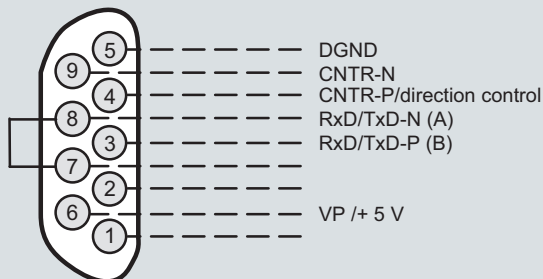 5 DGND
9 CNTR-N
4 CNTR-P/direction control
8 RxD/TxD-N (A)
3 RxD/TxD-P (B)
7
2
6 VP /+ 5 V
1